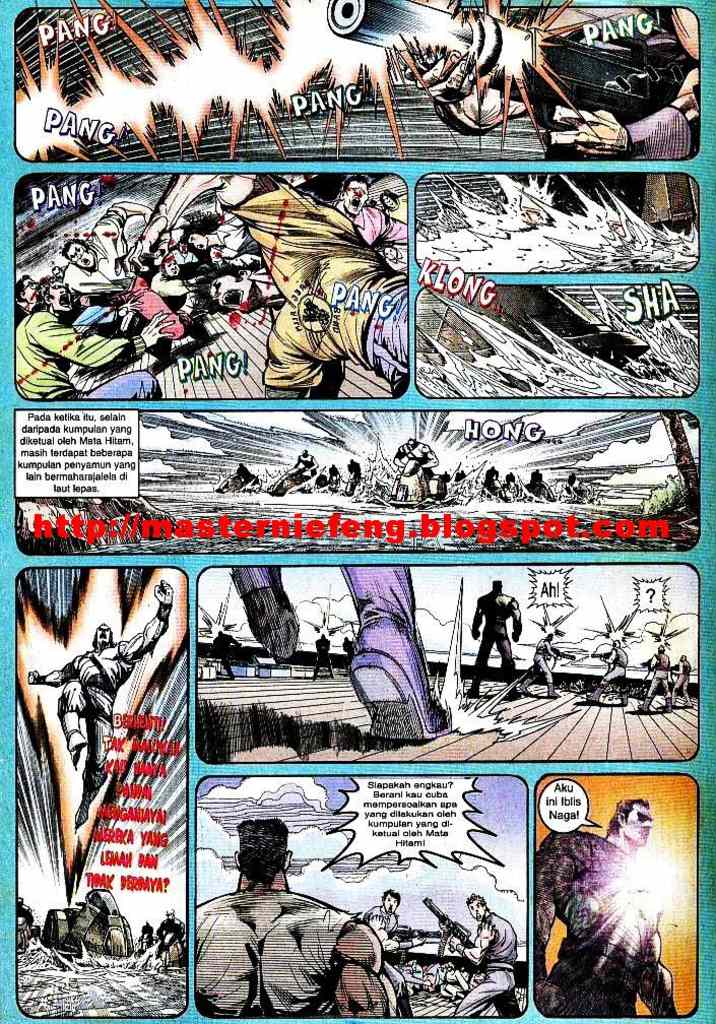 PANG!
PANG!
PANG!
PANG
PANG!
PANG!
PANG!
KLONG...
SHA
Pada ketika itu, selain
daripada kumpulan yang
diketuai oleh Mata Hitam,
masih terdapat beberapa
kumpulan penyamun yang
lain bermaharajalela di
laut lepas.
HONG...
http://masterniefeng.blogspot.com
BERHENTI!
TAK MALUKAH
KAU HANYA
PANDAI
MENGANIAYAI
MEREKA YANG
LEMAH DAN
TIDAK BERDAYA?
Ah!
?
Siapakah engkau?
Berani kau cuba
mempersoalkan apa
yang dilakukan oleh
kumpulan yang di-
ketuai oleh Mata
Hitam!
Aku
ini Iblis
Naga!